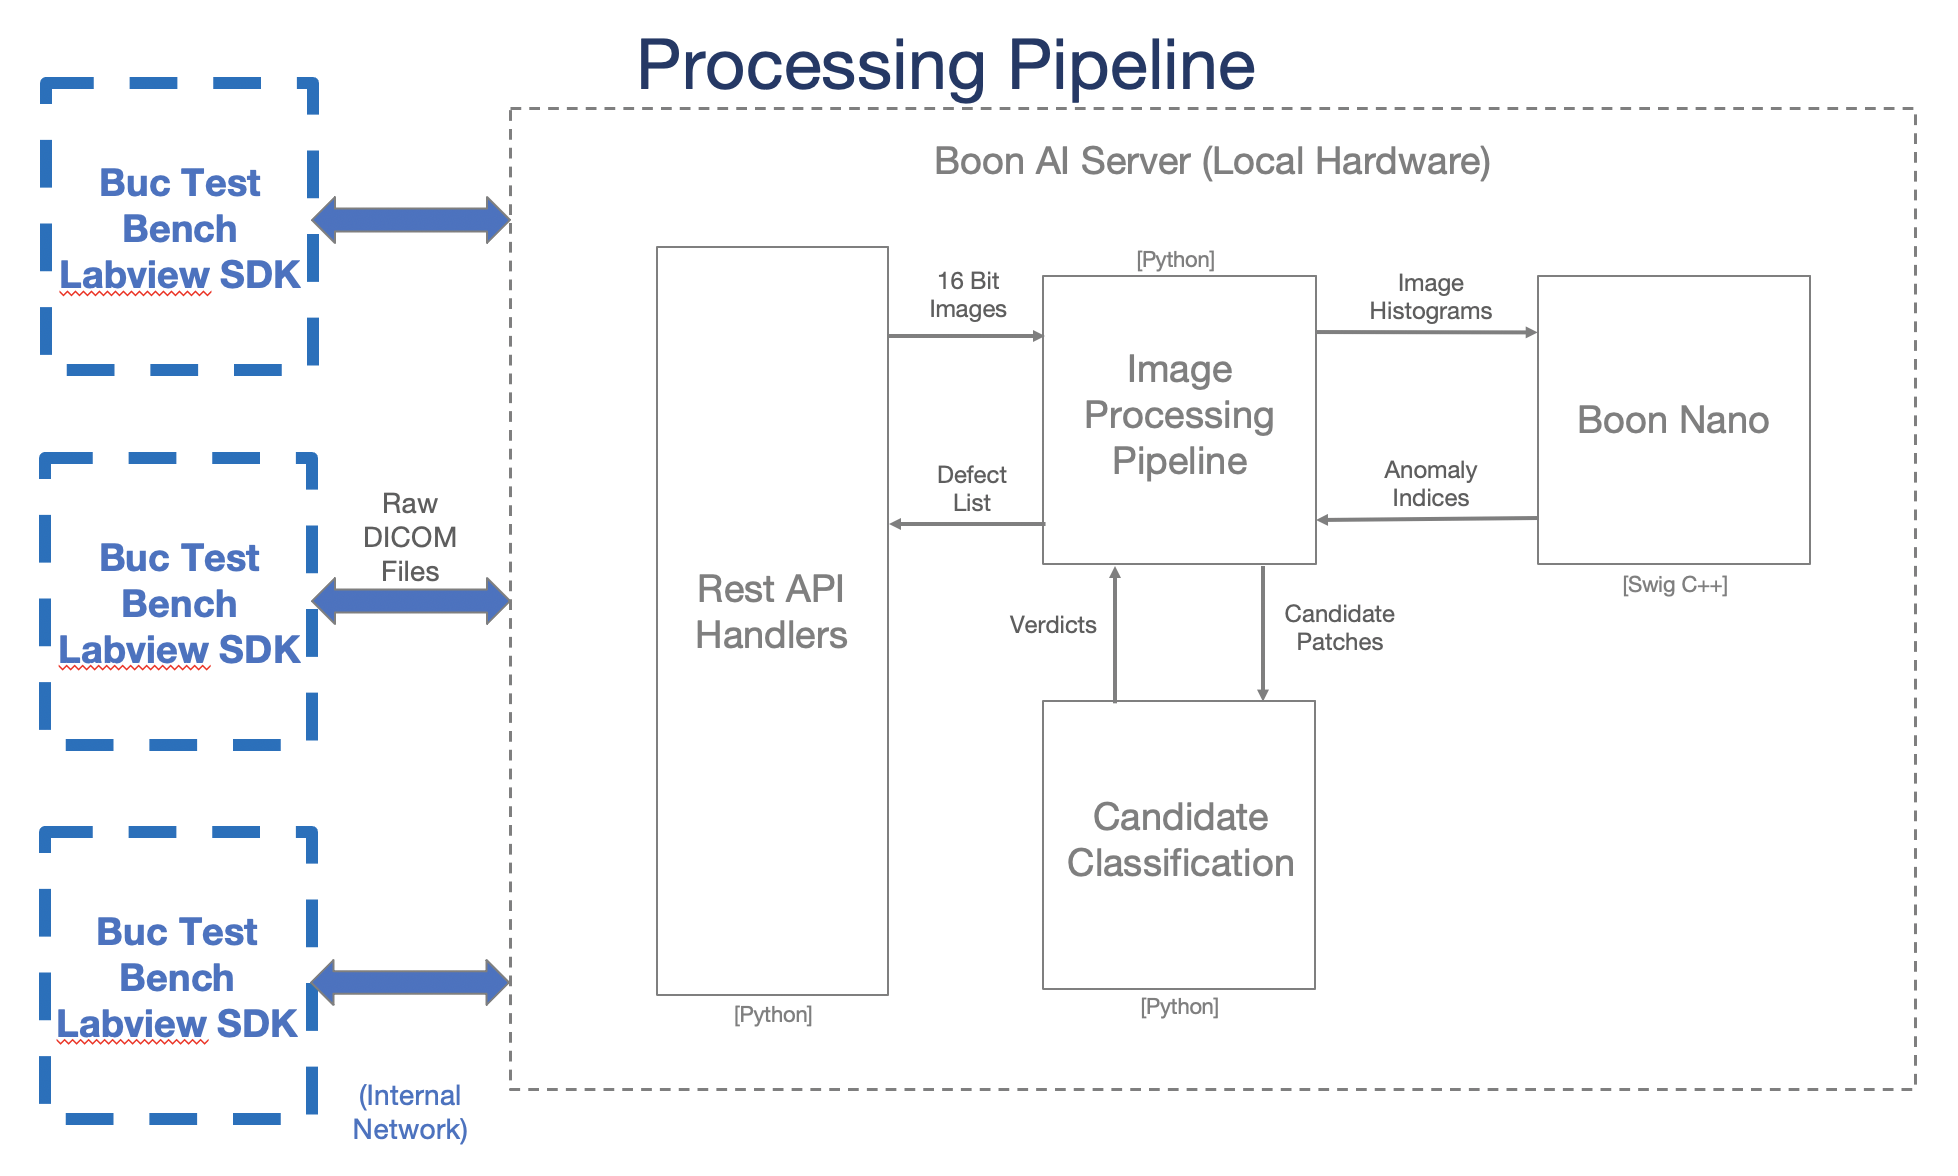 Processing Pipeline
Buc Test
Bench
Labview SDK
Buc Test
Bench
Labview SDK
Buc Test
Bench
Labview SDK
Raw
DICOM
Files
(Internal
Network)
Boon AI Server (Local Hardware)
Rest API
Handlers
[Python]
16 Bit
Images
Defect
List
[Python]
Image
Processing
Pipeline
Image
Histograms
Anomaly
Indices
Boon Nano
[Swig C++]
Verdicts
Candidate
Patches
Candidate
Classification
[Python]